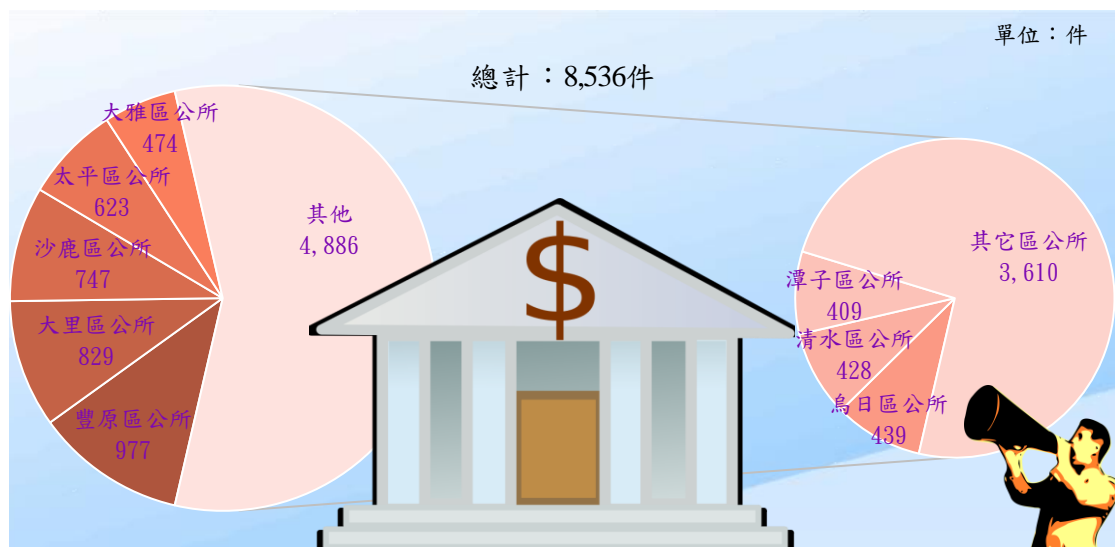 單位：件
總計：8,536件
大雅區公所
474
太平區公所
623
沙鹿區公所
747
大里區公所
829
豐原區公所
977
其他
4,886
$
其它區公所
3,610
潭子區公所
409
清水區公所
428
烏日區公所
439